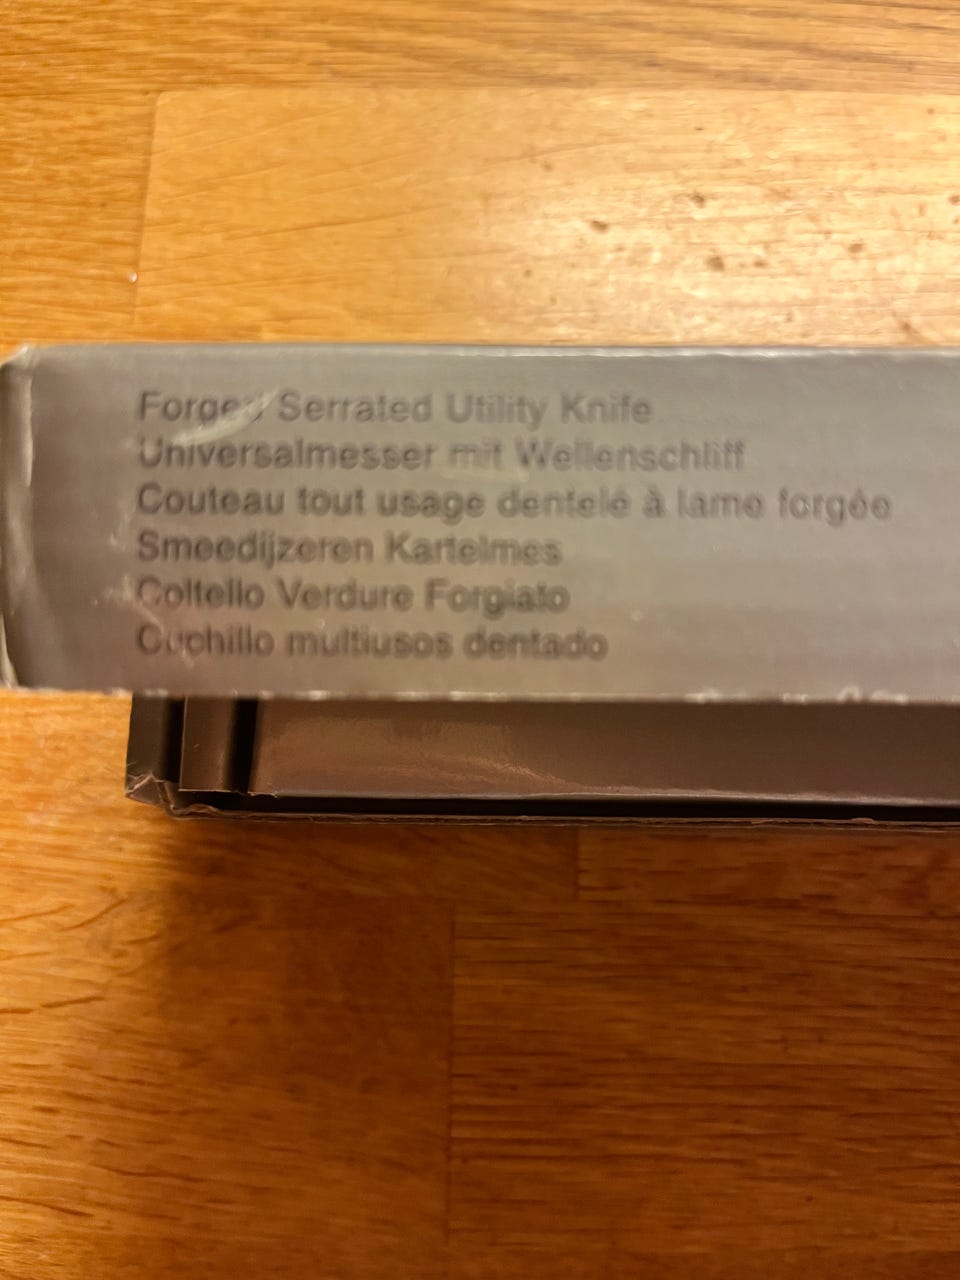 Forged Serrated Utility Knife
Universalmesser mit Wellenschliff
Couteau tout usage dentelé à lame forgée
Smeedijzeren Kartelmes
Coltello Verdure Forgiato
Cuchillo multiusos dentado